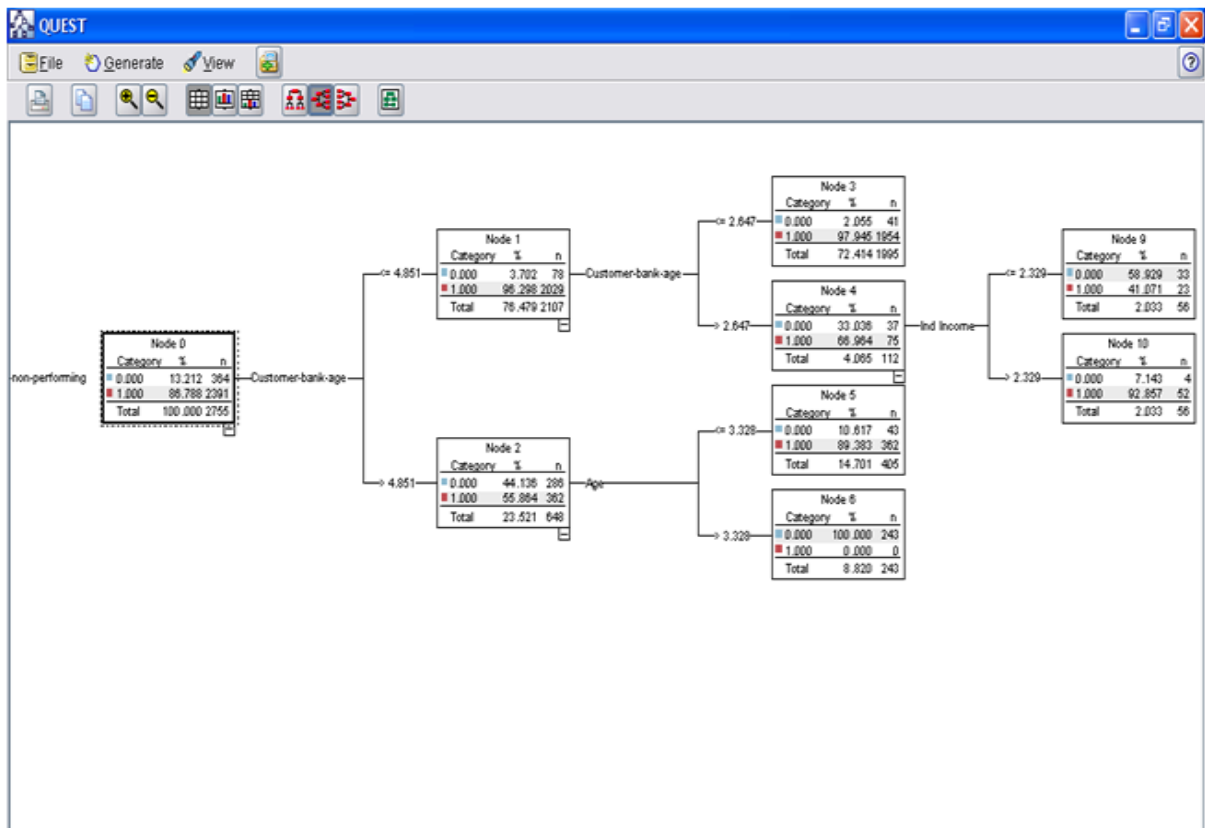 QUEST
File Generate View
non-performing
Node 0
Category % n
0.000 13.212 364
1.000 86.788 2391
Total 100.000 2755
Customer-bank-age
<= 4.851
Node 1
Category % n
0.000 3.702 78
1.000 96.298 2029
Total 76.479 2107
Customer-bank-age
<= 2.647
Node 3
Category % n
0.000 2.055 41
1.000 97.945 1954
Total 72.414 1995
> 2.647
Node 4
Category % n
0.000 33.036 37
1.000 66.964 75
Total 4.065 112
Ind Income
<= 2.329
Node 9
Category % n
0.000 58.929 33
1.000 41.071 23
Total 2.033 56
> 2.329
Node 10
Category % n
0.000 7.143 4
1.000 92.857 52
Total 2.033 56
> 4.851
Node 2
Category % n
0.000 44.136 286
1.000 55.864 362
Total 23.521 648
Age
<= 3.328
Node 5
Category % n
0.000 10.617 43
1.000 89.383 362
Total 14.701 405
> 3.328
Node 6
Category % n
0.000 100.000 243
1.000 0.000 0
Total 8.820 243